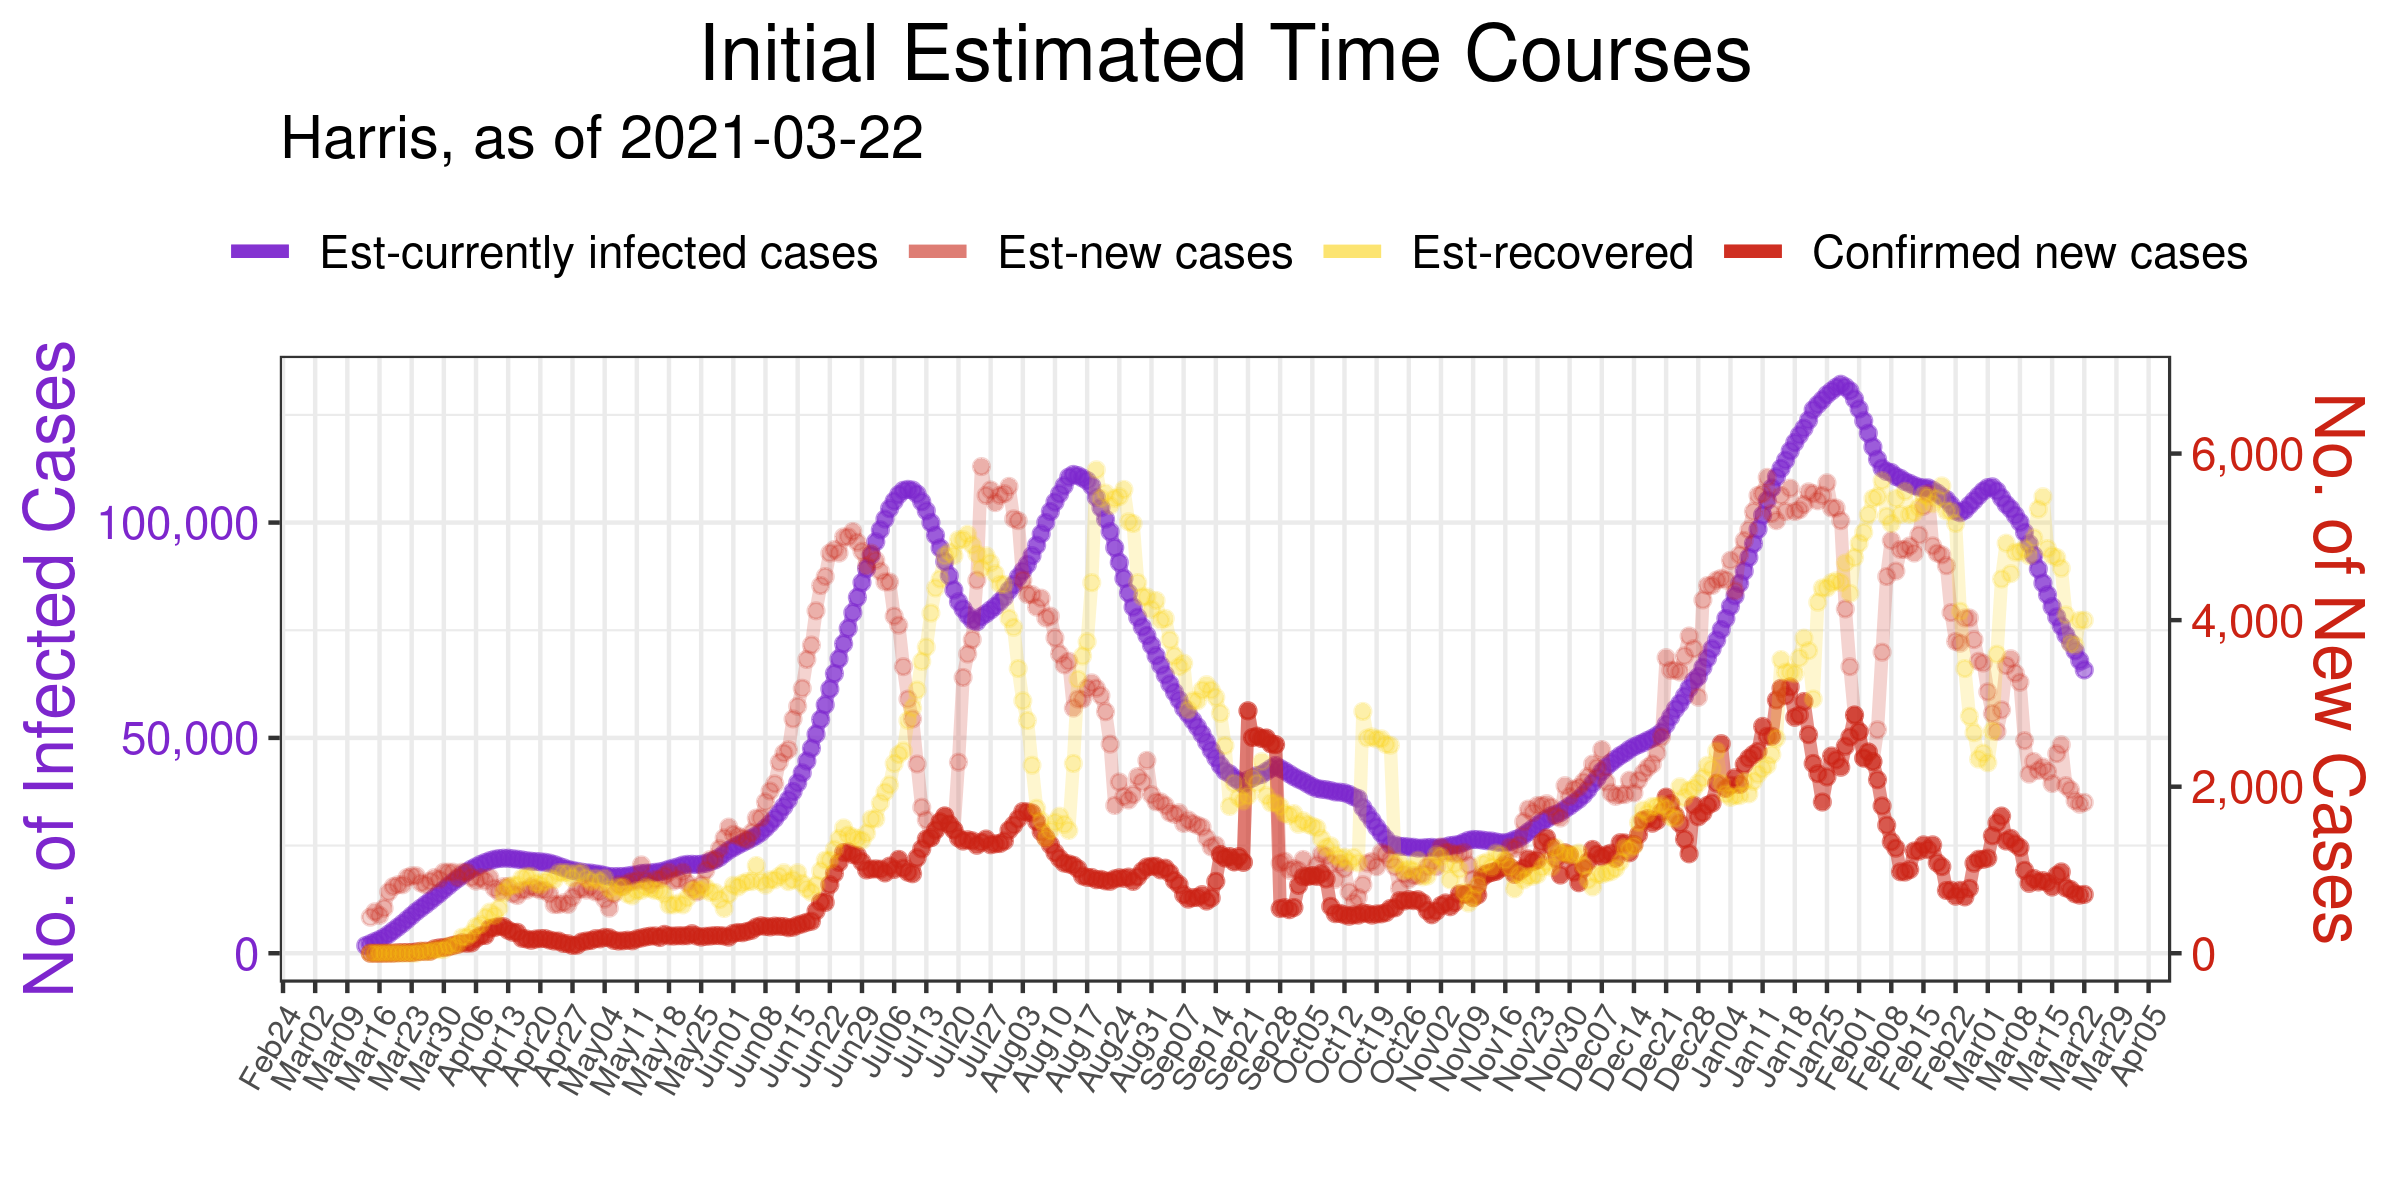 Initial Estimated Time Courses
Harris, as of 2021-03-22
Est-currently infected cases Est-new cases Est-recovered Confirmed new cases
No. of Infected Cases
100,000
50,000
0
No. of New Cases
6,000
4,000
2,000
0
Feb24 Mar02 Mar09 Mar16 Mar23 Mar30 Apr06 Apr13 Apr20 Apr27 May04 May11 May18 May25 Jun01 Jun08 Jun15 Jun22 Jun29 Jul06 Jul13 Jul20 Jul27 Aug03 Aug10 Aug17 Aug24 Aug31 Sep07 Sep14 Sep21 Sep28 Oct05 Oct12 Oct19 Oct26 Nov02 Nov09 Nov16 Nov23 Nov30 Dec07 Dec14 Dec21 Dec28 Jan04 Jan11 Jan18 Jan25 Feb01 Feb08 Feb15 Feb22 Mar01 Mar08 Mar15 Mar22 Mar29 Apr05